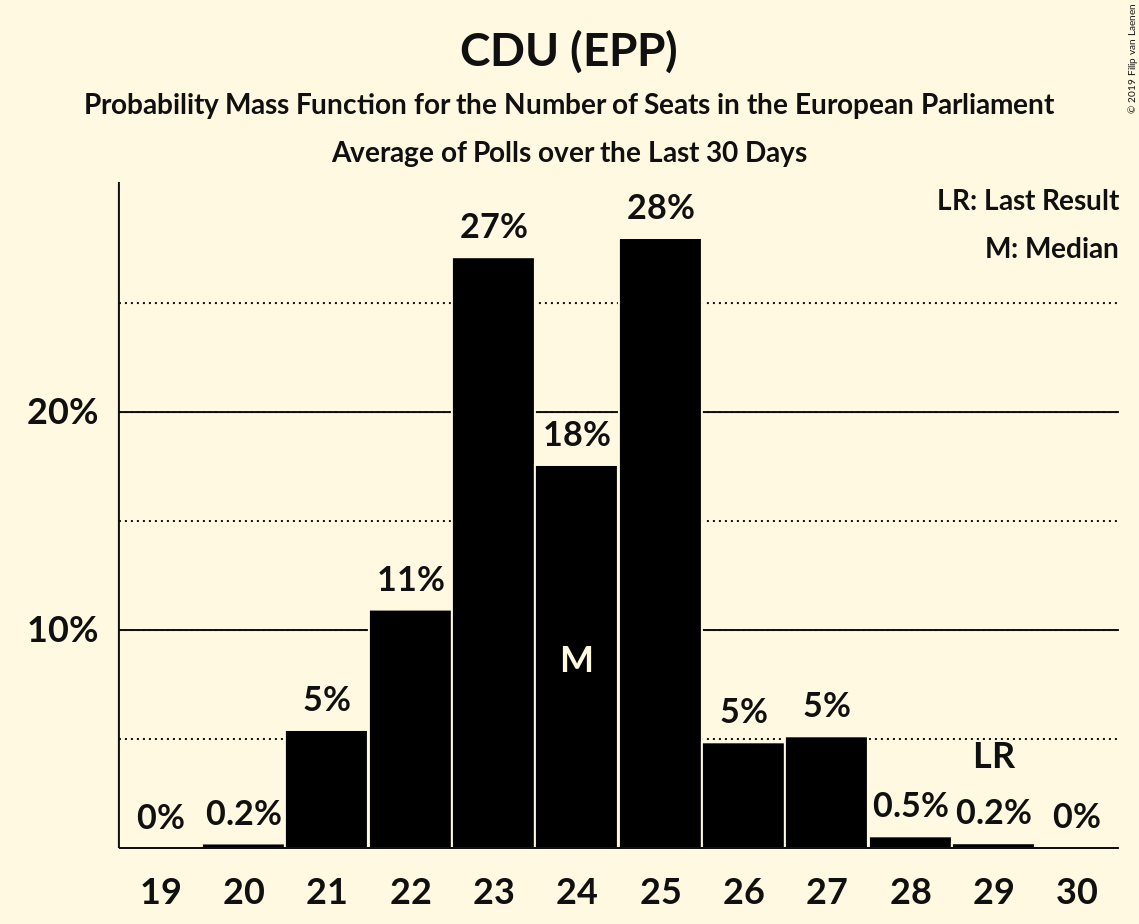 CDU (EPP)
Probability Mass Function for the Number of Seats in the European Parliament
Average of Polls over the Last 30 Days
© 2019 Filip van Laenen
LR: Last Result
M: Median
20%
10%
0%
0.2%
5%
11%
27%
18%
28%
5%
5%
0.5%
0.2%
0%
M
LR
19 20 21 22 23 24 25 26 27 28 29 30